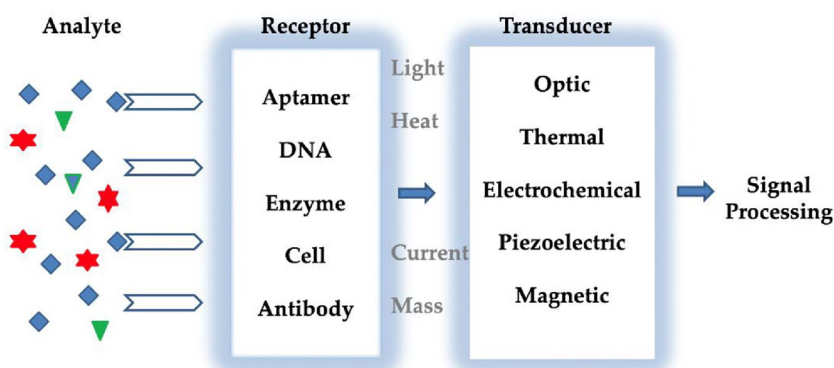 Analyte
Receptor
Transducer
Aptamer
DNA
Enzyme
Cell
Antibody
Light
Heat
Current
Mass
Optic
Thermal
Electrochemical
Piezoelectric
Magnetic
Signal
Processing